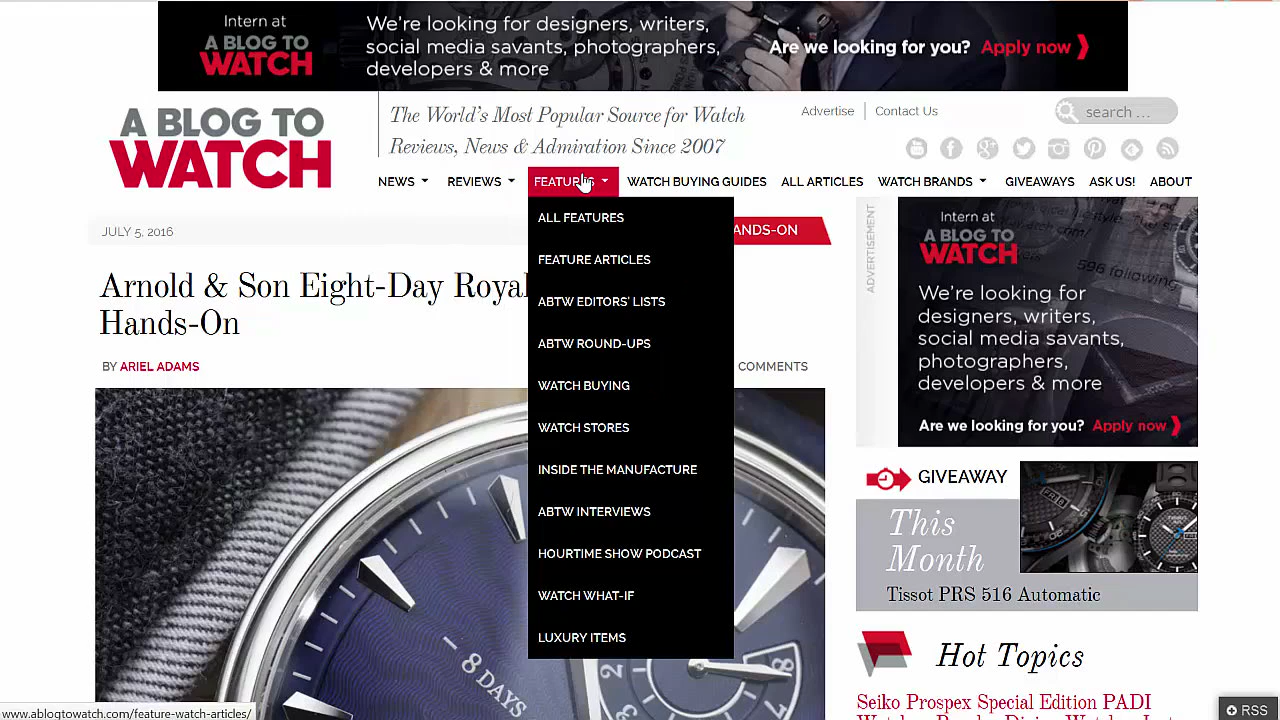 Intern at
A BLOG TO
WATCH
We're looking for designers, writers,
social media savants, photographers,
developers & more
Are we looking for you? Apply now
A BLOG TO
WATCH
The World's Most Popular Source for Watch
Reviews, News & Admiration Since 2007
Advertise
Contact Us
search ...
NEWS
REVIEWS
FEATURES
WATCH BUYING GUIDES
ALL ARTICLES
WATCH BRANDS
GIVEAWAYS
ASK US!
ABOUT
ALL FEATURES
FEATURE ARTICLES
ABTW EDITORS' LISTS
ABTW ROUND-UPS
WATCH BUYING
WATCH STORES
INSIDE THE MANUFACTURE
ABTW INTERVIEWS
HOURTIME SHOW PODCAST
WATCH WHAT-IF
LUXURY ITEMS
JULY 5, 2016
ANDS-ON
Arnold & Son Eight-Day Royal
Hands-On
BY ARIEL ADAMS
COMMENTS
8 DAYS
2
8
ADVERTISEMENT
Intern at
A BLOG TO
WATCH
596 following
We're looking for
designers, writers,
social media savants,
photographers,
developers & more
Are we looking for you? Apply now
GIVEAWAY
This
Month
Tissot PRS 516 Automatic
Hot Topics
Seiko Prospex Special Edition PADI
RSS
www.ablogtowatch.com/feature-watch-articles/